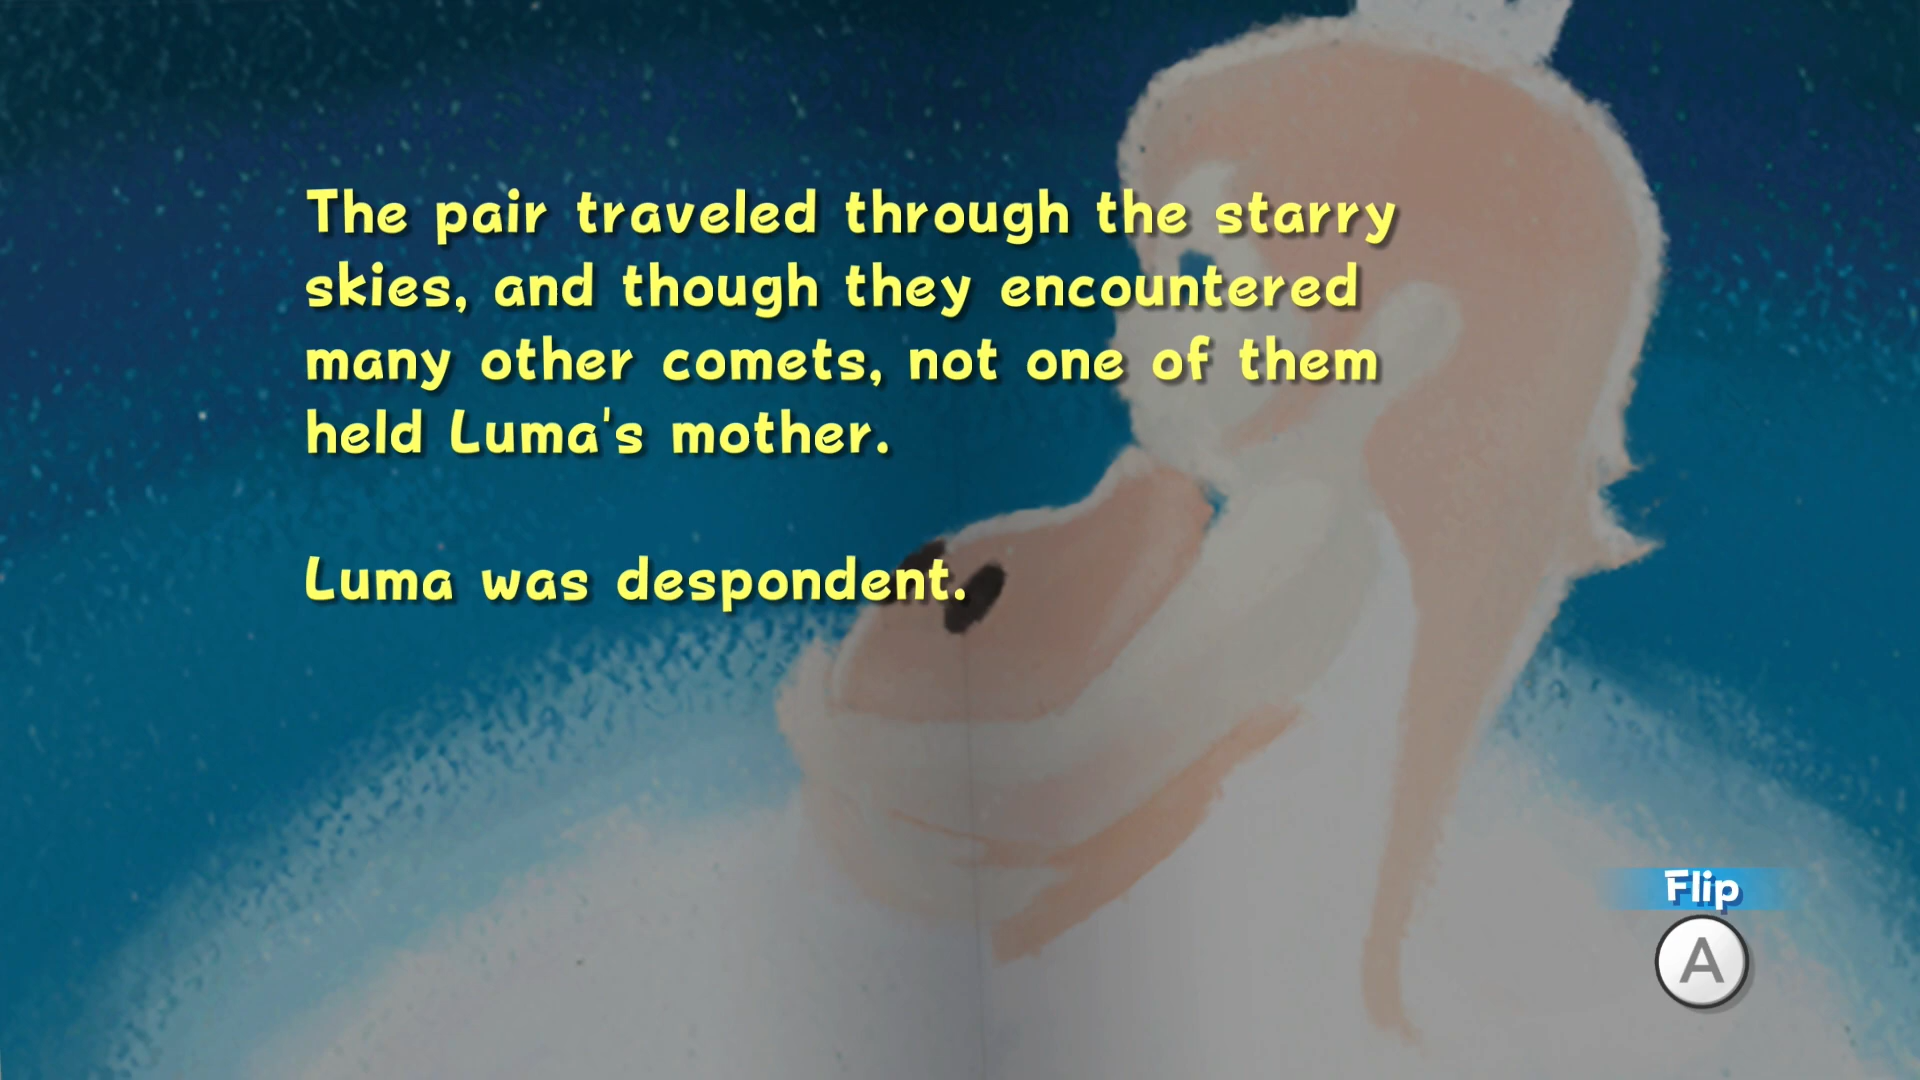 The pair traveled through the starry
skies, and though they encountered
many other comets, not one of them
held Luma's mother.
Luma was despondent.
Flip
A